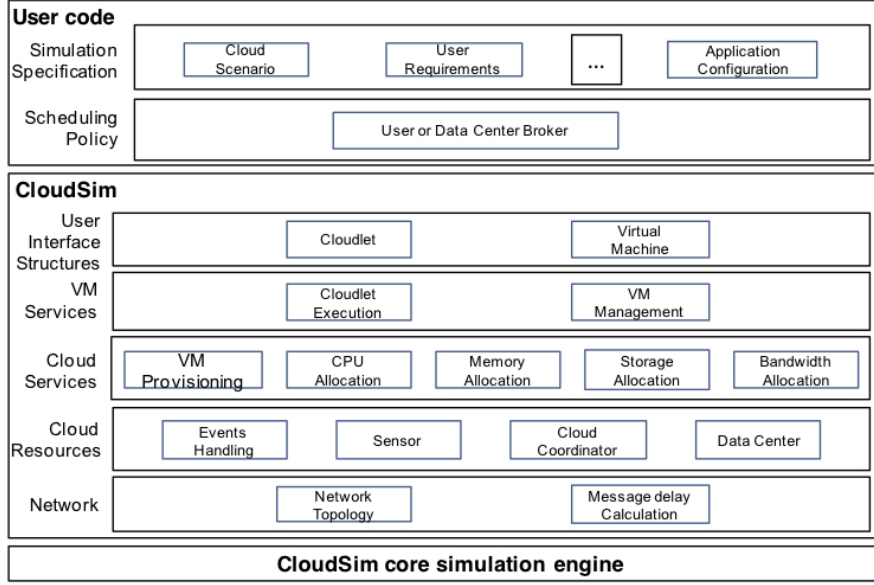 User code
Simulation
Specification
Cloud
Scenario
User
Requirements
...
Application
Configuration
Scheduling
Policy
User or Data Center Broker
CloudSim
User
Interface
Structures
Cloudlet
Virtual
Machine
VM
Services
Cloudlet
Execution
VM
Management
Cloud
Services
VM
Provisioning
CPU
Allocation
Memory
Allocation
Storage
Allocation
Bandwidth
Allocation
Cloud
Resources
Events
Handling
Sensor
Cloud
Coordinator
Data Center
Network
Network
Topology
Message delay
Calculation
CloudSim core simulation engine